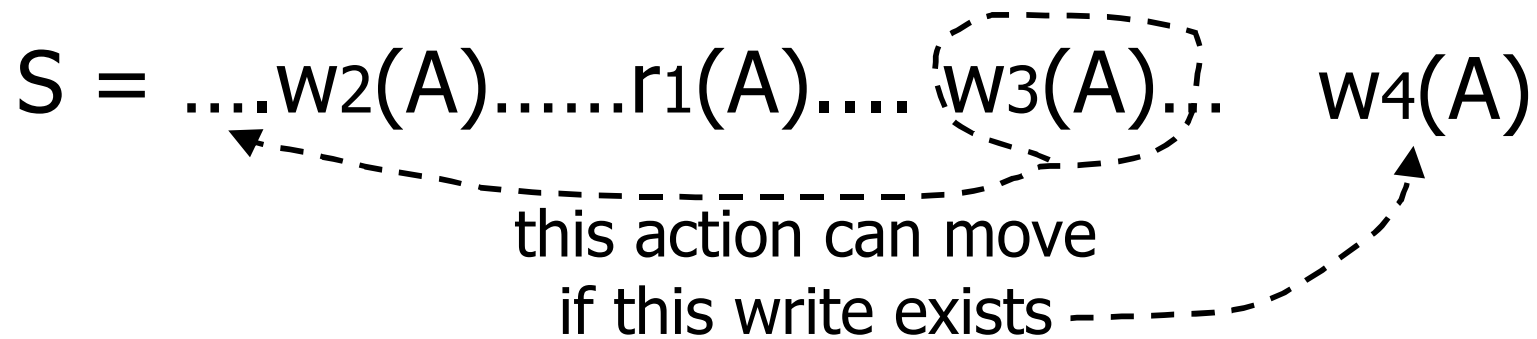 S = ....w2(A)......r1(A).... w3(A)... w4(A)
this action can move
if this write exists